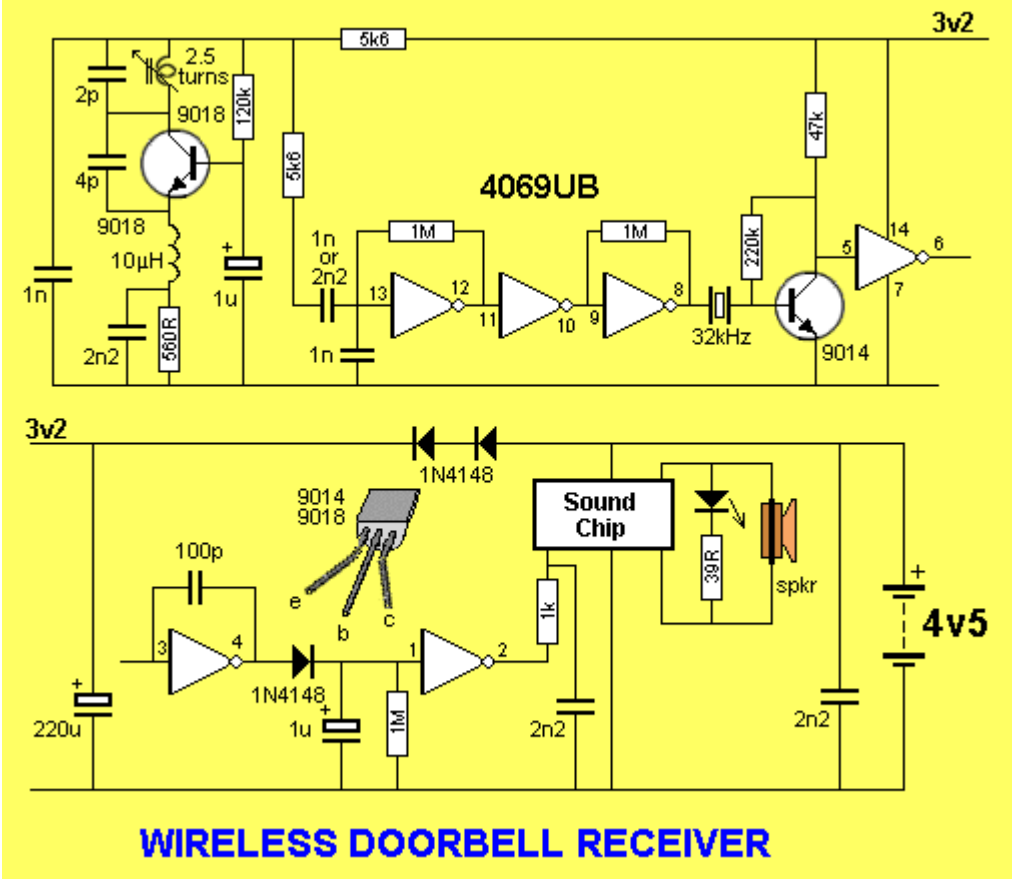 3v2
5k6
2.5
turns
2p
9018
120k
47k
5k6
4069UB
4p
9018
10µH
1n
or
2n2
1M
1M
220k
14
5
6
1n
1u
13
12
11
10
9
8
7
2n2
560R
1n
32kHz
9014
3v2
1N4148
9014
9018
Sound
Chip
100p
39R
spkr
e
b
c
1k
+
4v5
3
4
1
2
1N4148
+
220u
+
1u
1M
2n2
2n2
+
WIRELESS DOORBELL RECEIVER